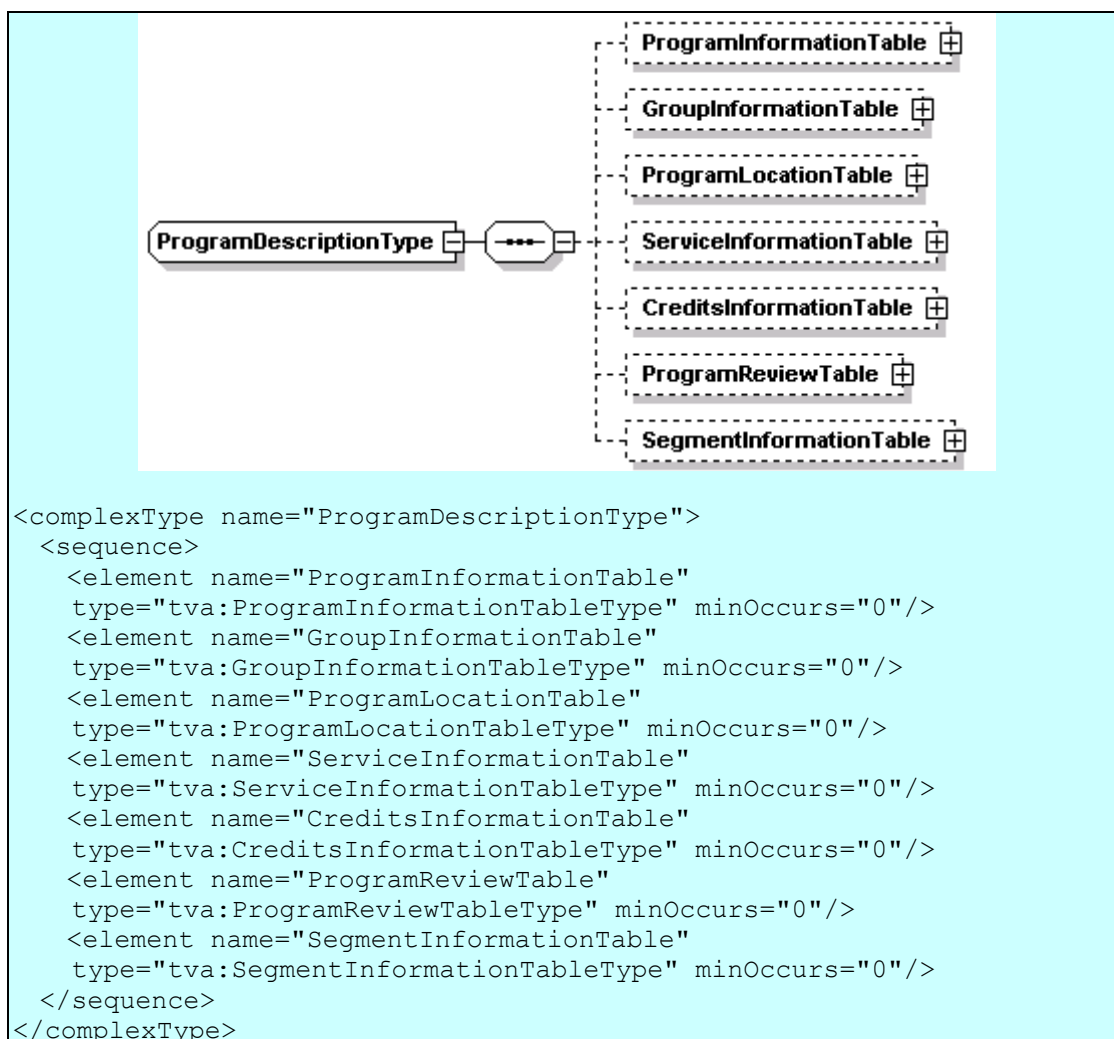 ProgramInformationTable
GroupInformationTable
ProgramLocationTable
ProgramDescriptionType
ServiceInformationTable
CreditsInformationTable
ProgramReviewTable
SegmentInformationTable
<complexType name="ProgramDescriptionType">
<sequence>
<element name="ProgramInformationTable"
type="tva:ProgramInformationTableType" minOccurs="0"/>
<element name="GroupInformationTable"
type="tva:GroupInformationTableType" minOccurs="0"/>
<element name="ProgramLocationTable"
type="tva:ProgramLocationTableType" minOccurs="0"/>
<element name="ServiceInformationTable"
type="tva:ServiceInformationTableType" minOccurs="0"/>
<element name="CreditsInformationTable"
type="tva:CreditsInformationTableType" minOccurs="0"/>
<element name="ProgramReviewTable"
type="tva:ProgramReviewTableType" minOccurs="0"/>
<element name="SegmentInformationTable"
type="tva:SegmentInformationTableType" minOccurs="0"/>
</sequence>
</complexType>